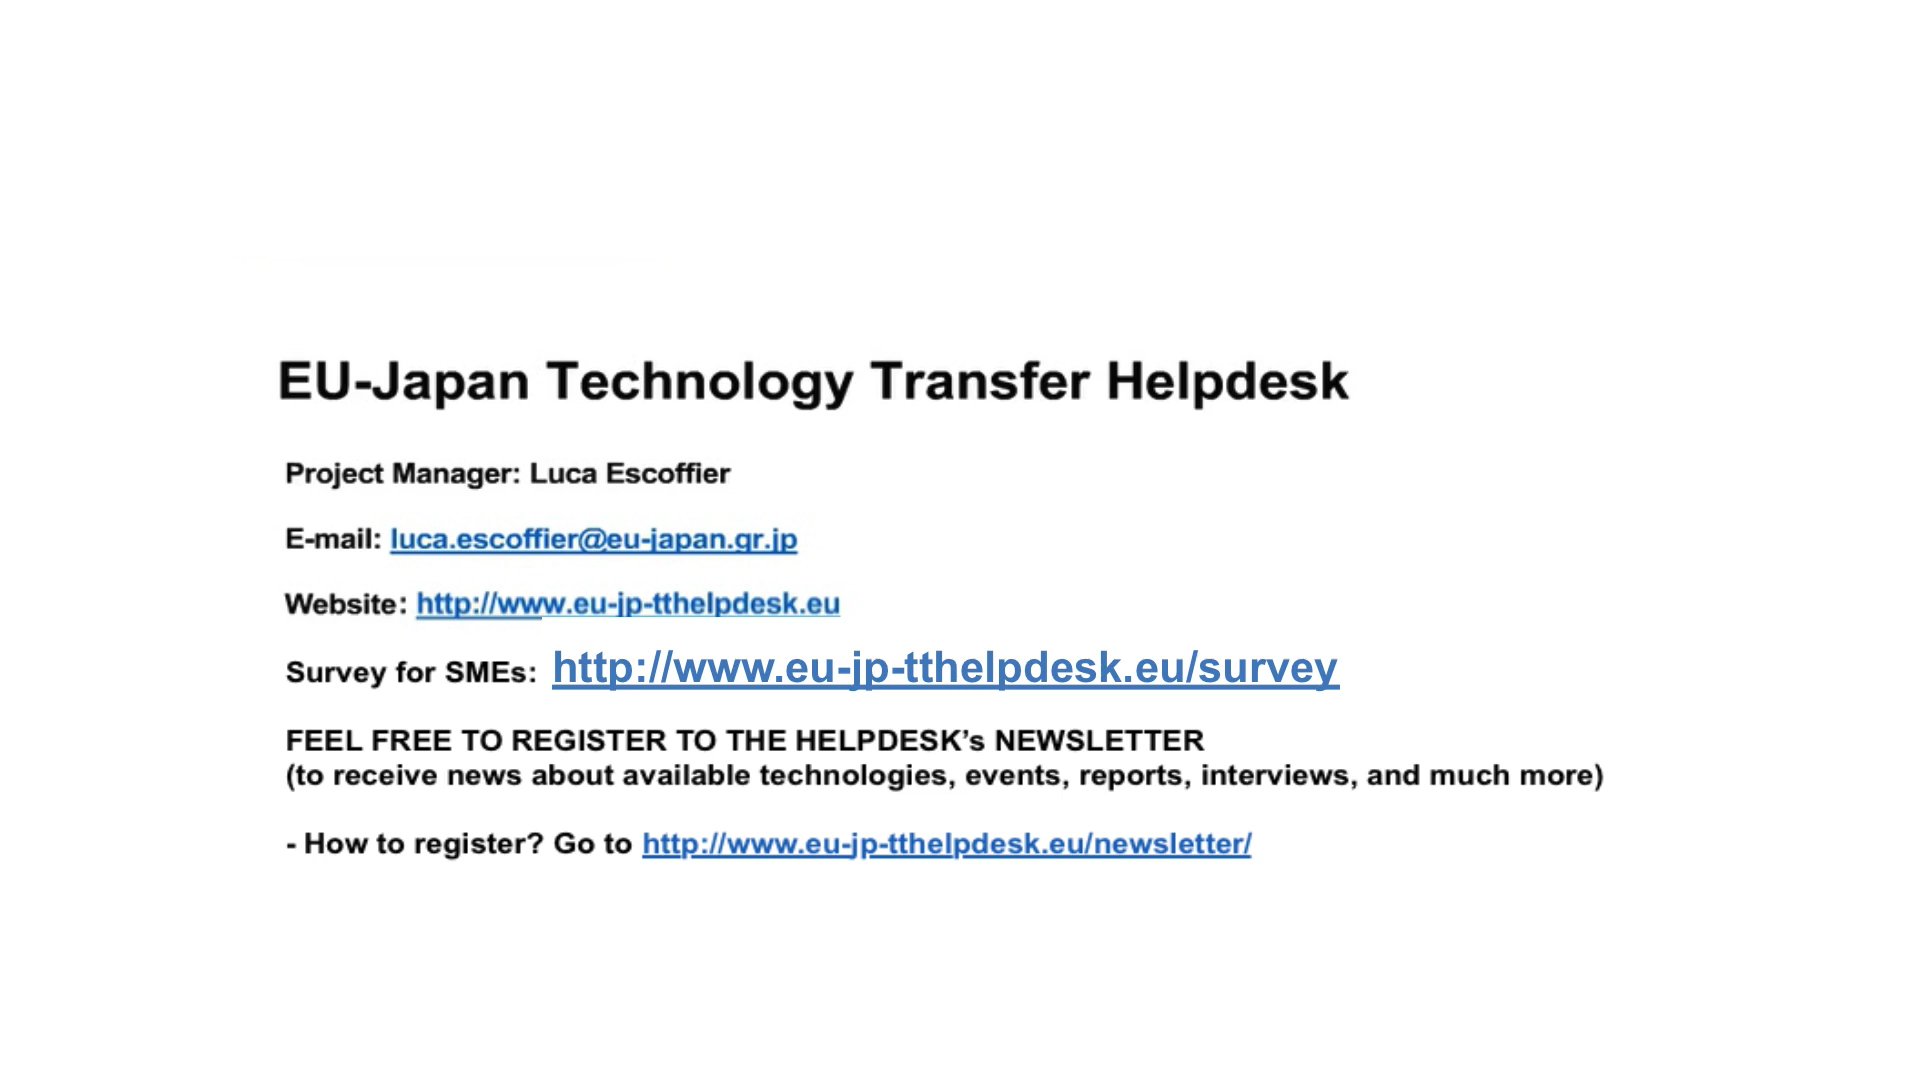 EU-Japan Technology Transfer Helpdesk
Project Manager: Luca Escoffier
E-mail: luca.escoffier@eu-japan.gr.jp
Website: http://www.eu-jp-tthelpdesk.eu
Survey for SMEs: http://www.eu-jp-tthelpdesk.eu/survey
FEEL FREE TO REGISTER TO THE HELPDESK’s NEWSLETTER
(to receive news about available technologies, events, reports, interviews, and much more)
- How to register? Go to http://www.eu-jp-tthelpdesk.eu/newsletter/